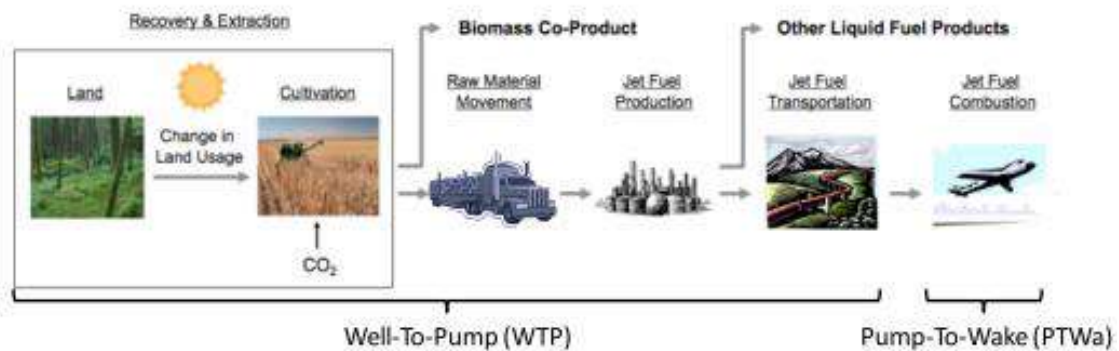 Recovery & Extraction
Biomass Co-Product
Other Liquid Fuel Products
Land
Cultivation
Raw Material
Movement
Jet Fuel
Production
Jet Fuel
Transportation
Jet Fuel
Combustion
Change in
Land Usage
CO₂
Well-To-Pump (WTP)
Pump-To-Wake (PTWa)